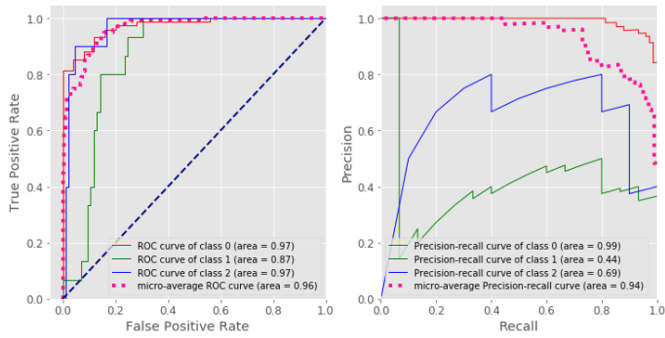 1.0
0.8
0.6
0.4
0.2
0.0
True Positive Rate
0.0 0.2 0.4 0.6 0.8 1.0
False Positive Rate
ROC curve of class 0 (area = 0.97)
ROC curve of class 1 (area = 0.87)
ROC curve of class 2 (area = 0.97)
micro-average ROC curve (area = 0.96)
1.0
0.8
0.6
0.4
0.2
0.0
Precision
0.0 0.2 0.4 0.6 0.8 1.0
Recall
Precision-recall curve of class 0 (area = 0.99)
Precision-recall curve of class 1 (area = 0.44)
Precision-recall curve of class 2 (area = 0.69)
micro-average Precision-recall curve (area = 0.94)